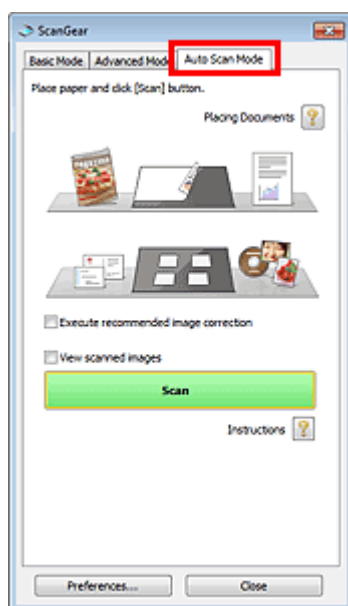 ScanGear
Basic Mode Advanced Mode Auto Scan Mode
Place paper and click [Scan] button.
Placing Documents
Execute recommended image correction
View scanned images
Scan
Instructions
Preferences... Close